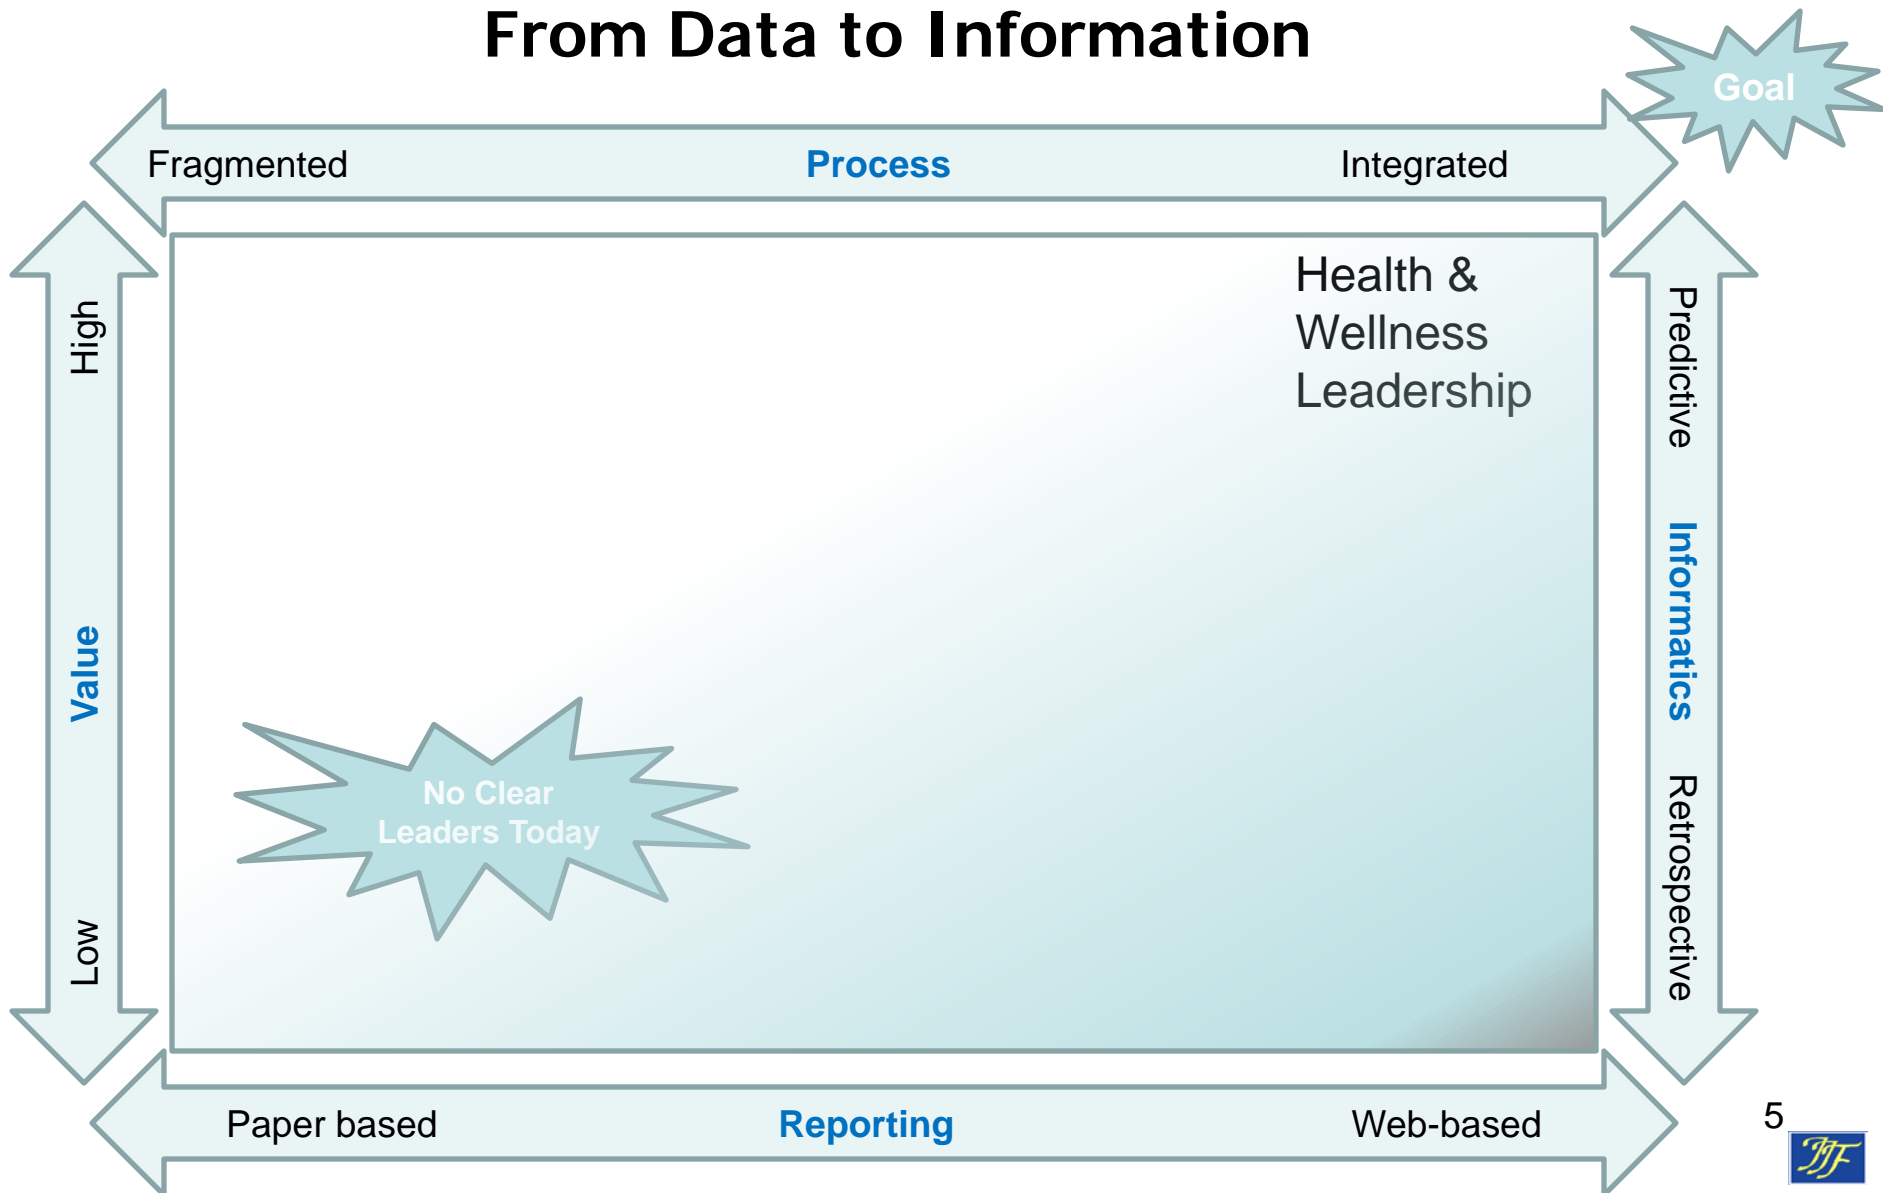 From Data to Information
Goal
Fragmented Process Integrated
High
Value
Low
Health &
Wellness
Leadership
Predictive
Informatics
Retrospective
No Clear
Leaders Today
Paper based Reporting Web-based
5
JJF